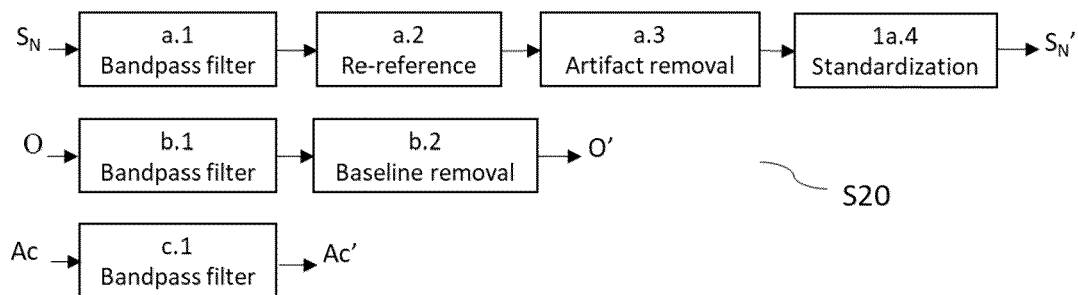 S_N
a.1
Bandpass filter
a.2
Re-reference
a.3
Artifact removal
1a.4
Standardization
S_N'
O
b.1
Bandpass filter
b.2
Baseline removal
O'
S20
Ac
c.1
Bandpass filter
Ac'